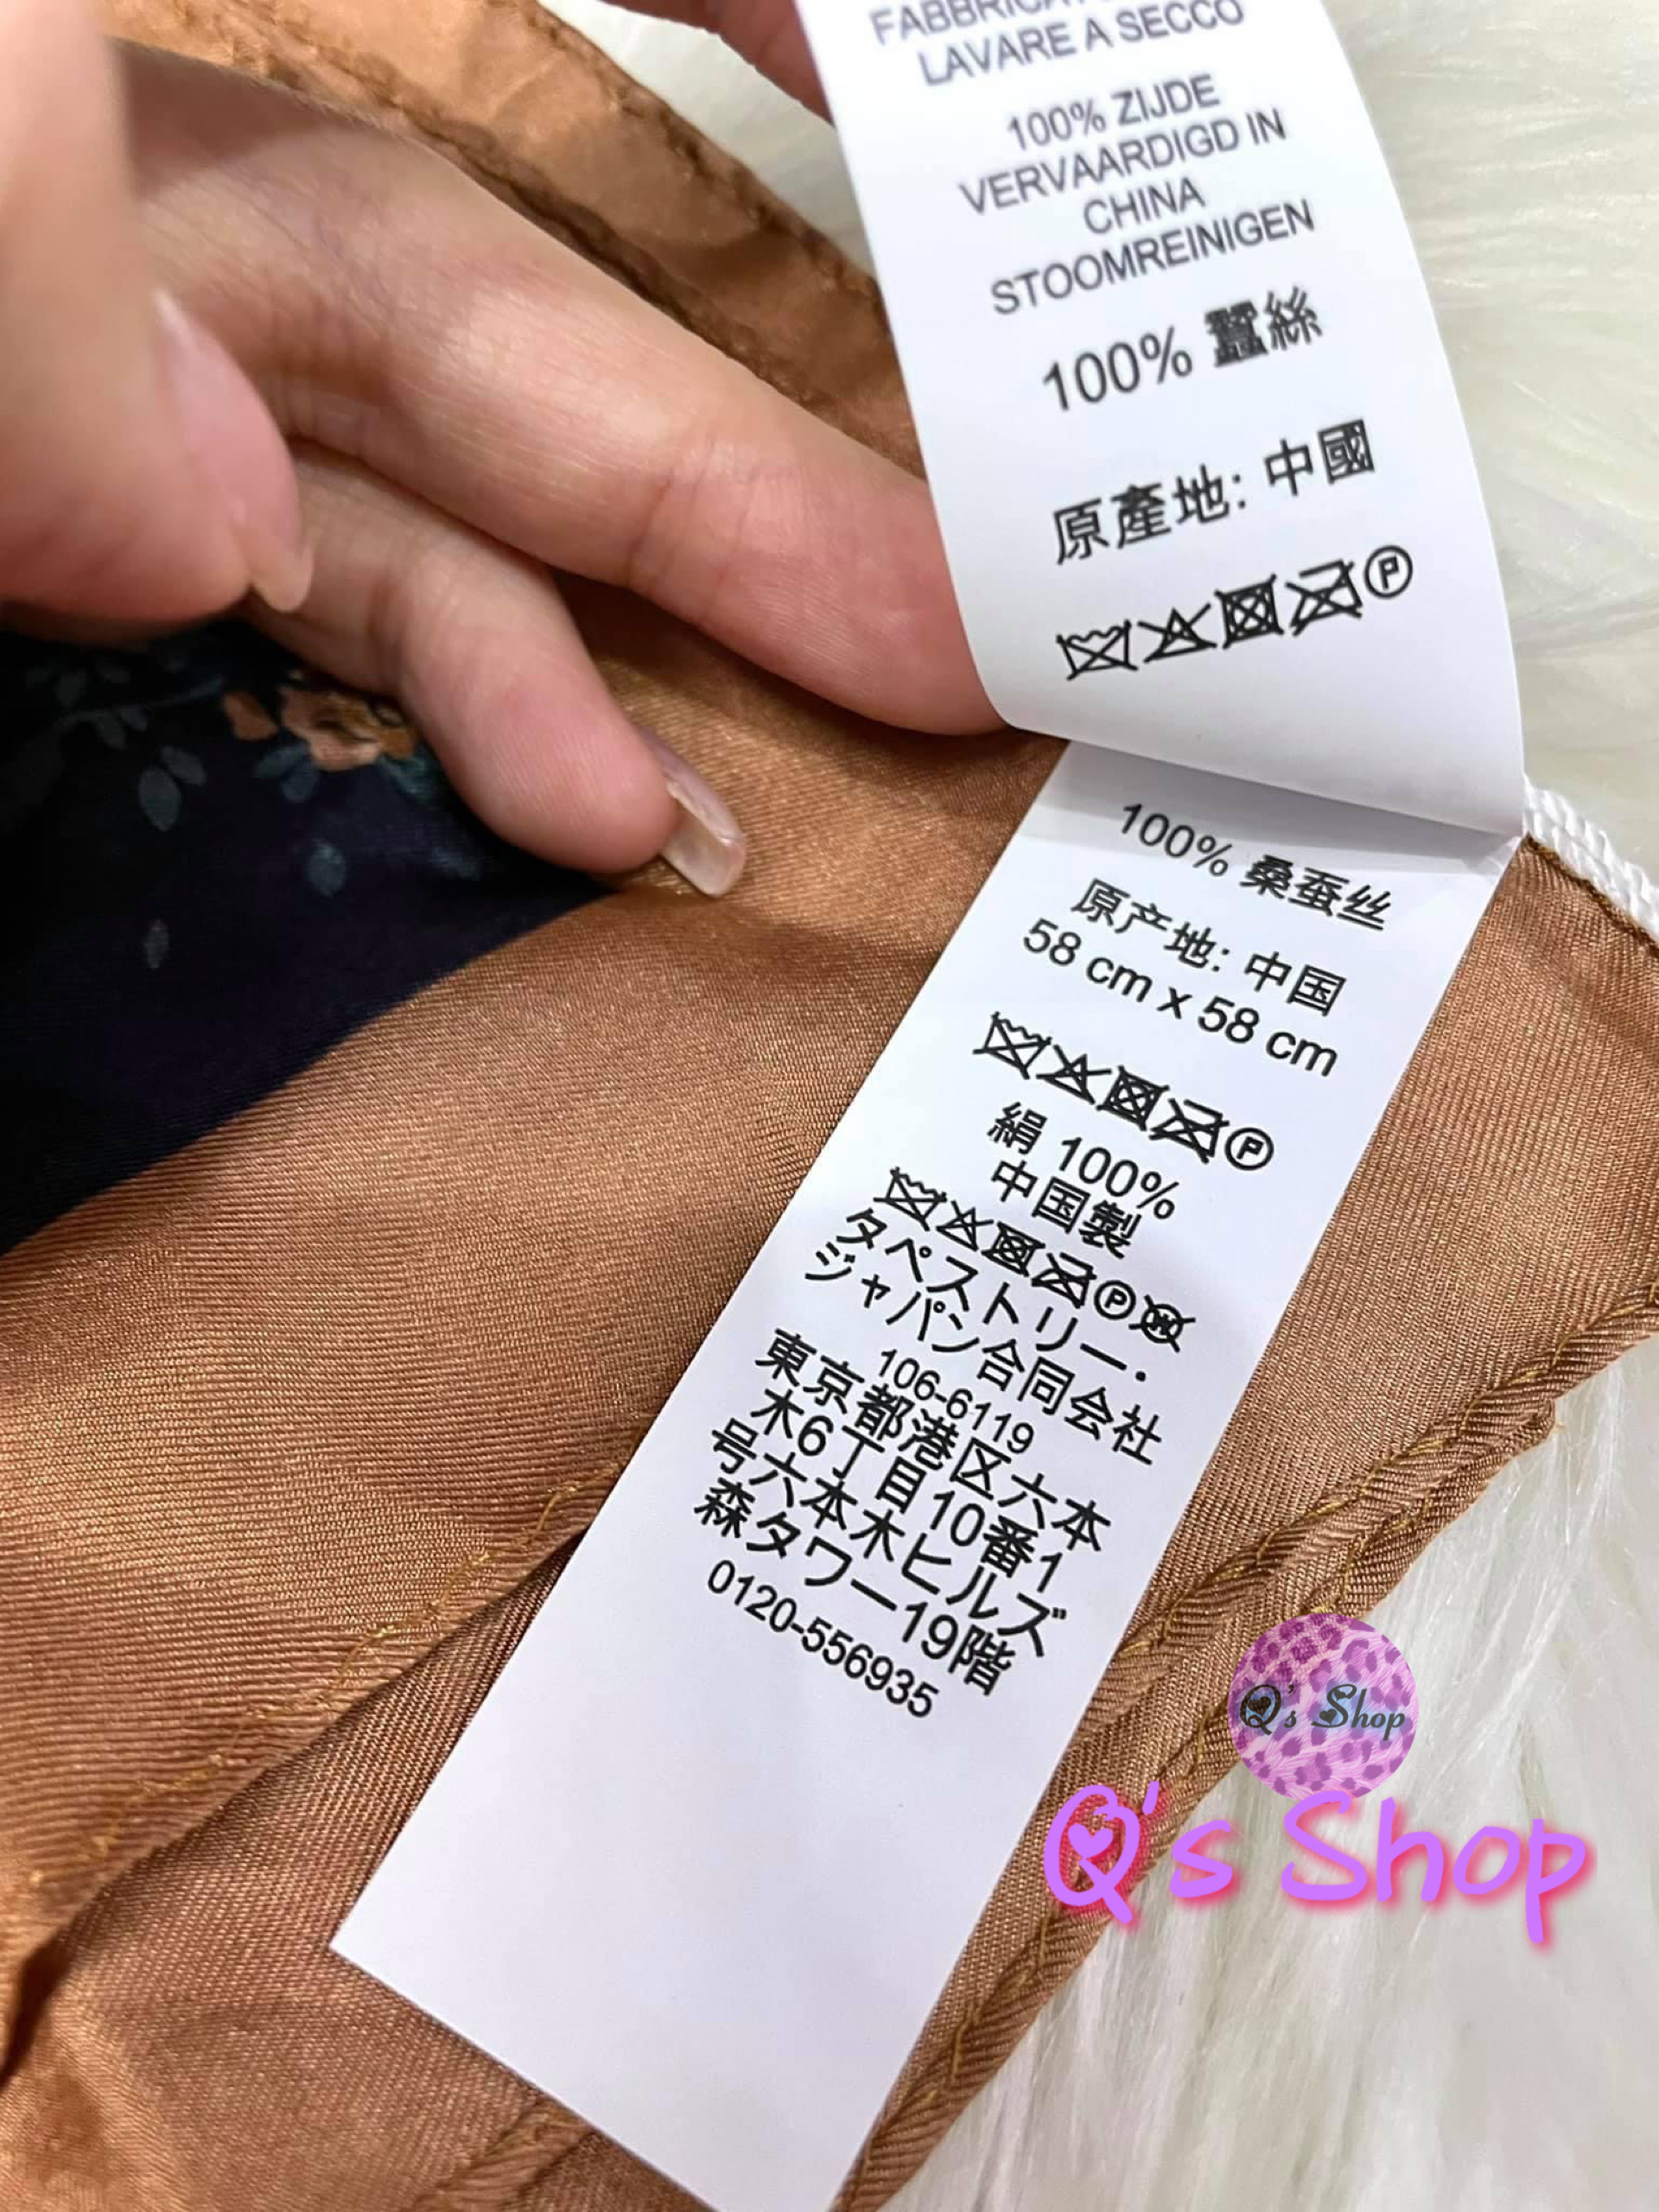 LAVARE A SECCO
100% ZIJDE
VERVAARDIGD IN
CHINA
STOOMREINIGEN
100% 蠶絲
原產地: 中國
P
100% 桑蚕丝
原产地: 中国
58 cm x 58 cm
P
絹 100%
中国製
P
タペストリー・
ジャパン合同会社
106-6119
東京都港区六本
木6丁目10番1
号六本木ヒルズ
森タワー19階
0120-556935
Q's Shop
Q's Shop